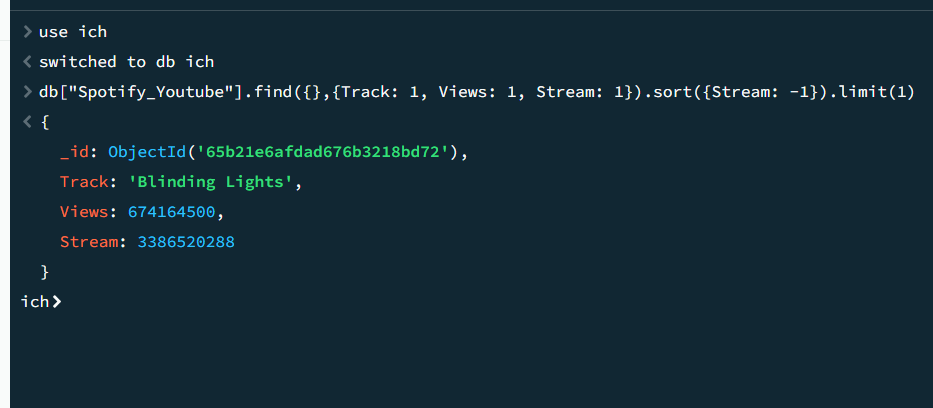 > use ich
< switched to db ich
> db["Spotify_Youtube"].find({},{Track: 1, Views: 1, Stream: 1}).sort({Stream: -1}).limit(1)
< {
_id: ObjectId('65b21e6afdad676b3218bd72'),
Track: 'Blinding Lights',
Views: 674164500,
Stream: 3386520288
}
ich>